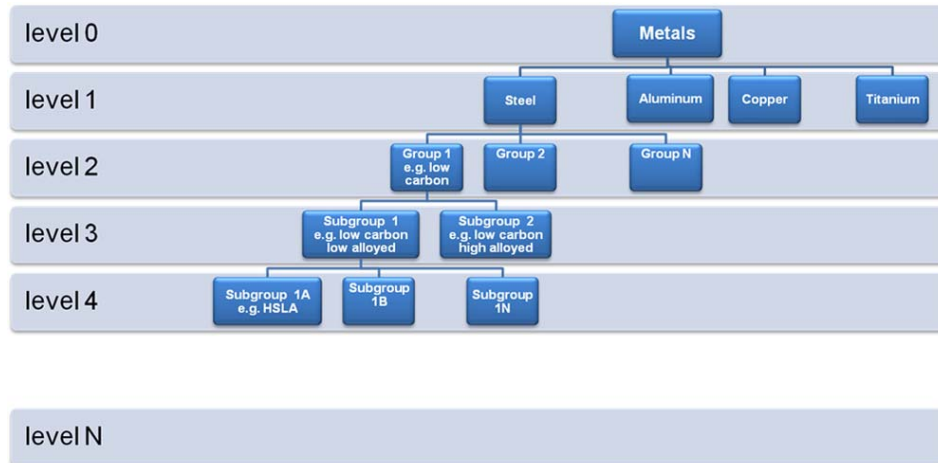 level 0
Metals
level 1
Steel
Aluminum
Copper
Titanium
level 2
Group 1
e.g. low
carbon
Group 2
Group N
level 3
Subgroup 1
e.g. low carbon
low alloyed
Subgroup 2
e.g. low carbon
high alloyed
level 4
Subgroup 1A
e.g. HSLA
Subgroup
1B
Subgroup
1N
level N